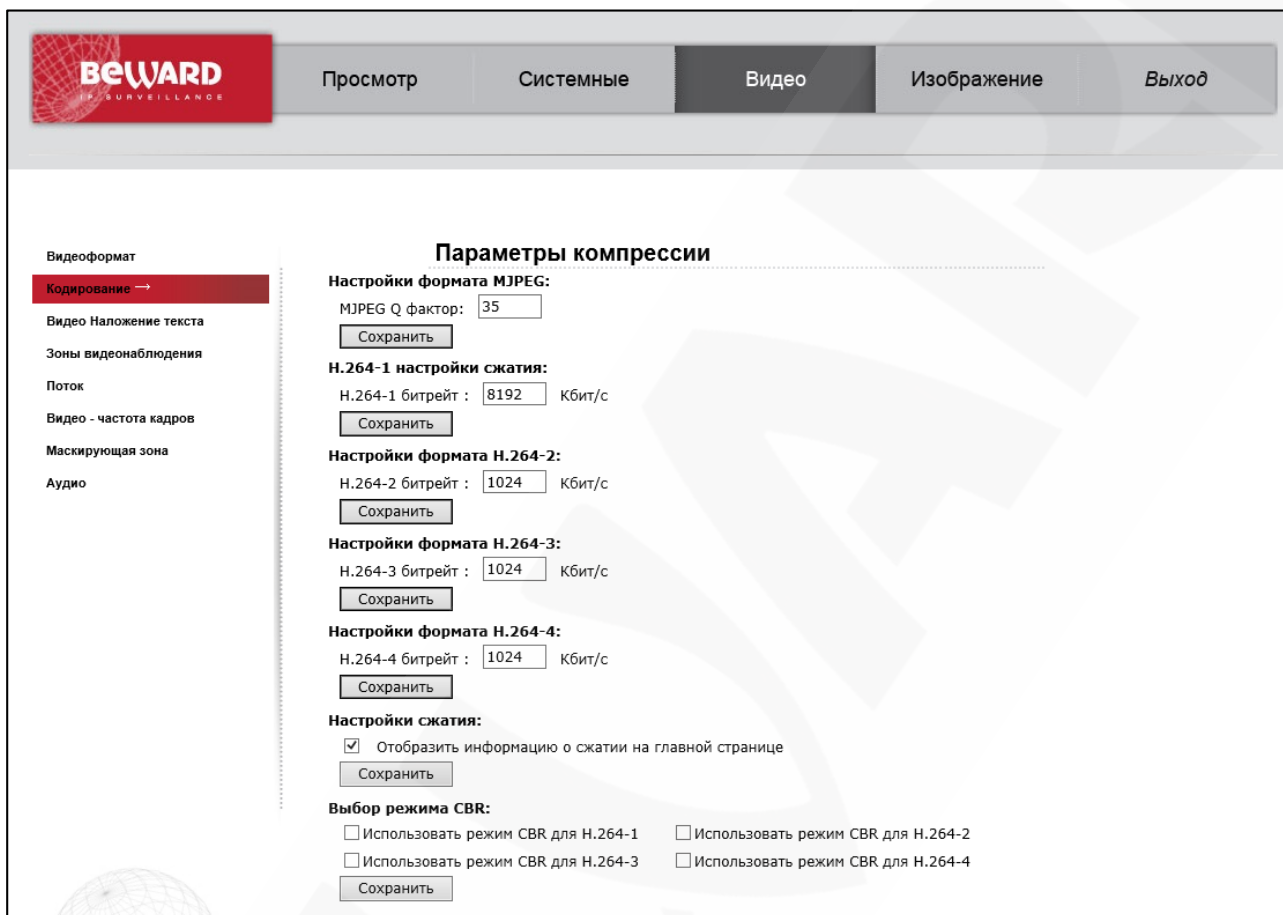 BEWARD
IP SURVEILLANCE
Просмотр
Системные
Видео
Изображение
Выход
Видеоформат
Кодирование →
Видео Наложение текста
Зоны видеонаблюдения
Поток
Видео - частота кадров
Маскирующая зона
Аудио
Параметры компрессии
Настройки формата MJPEG:
MJPEG Q фактор: 35
Сохранить
H.264-1 настройки сжатия:
H.264-1 битрейт : 8192 Кбит/с
Сохранить
Настройки формата H.264-2:
H.264-2 битрейт : 1024 Кбит/с
Сохранить
Настройки формата H.264-3:
H.264-3 битрейт : 1024 Кбит/с
Сохранить
Настройки формата H.264-4:
H.264-4 битрейт : 1024 Кбит/с
Сохранить
Настройки сжатия:
Отобразить информацию о сжатии на главной странице
Сохранить
Выбор режима CBR:
Использовать режим CBR для H.264-1 Использовать режим CBR для H.264-2
Использовать режим CBR для H.264-3 Использовать режим CBR для H.264-4
Сохранить